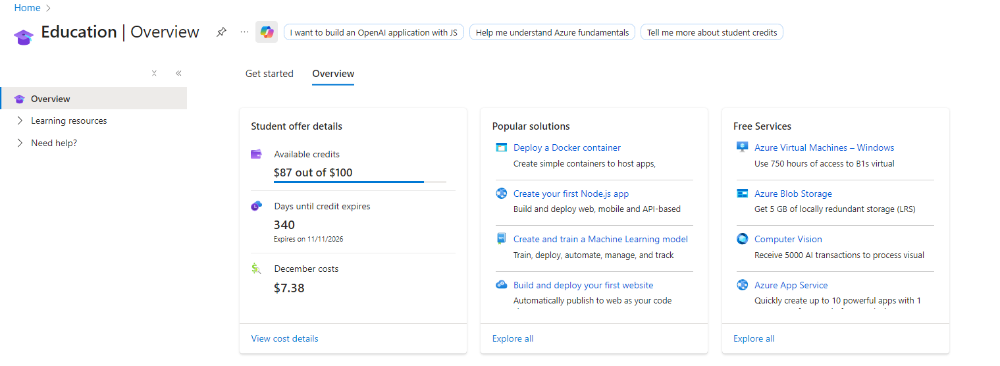 Home
Education | Overview
I want to build an OpenAI application with JS
Help me understand Azure fundamentals
Tell me more about student credits
Overview
Learning resources
Need help?
Get started
Overview
Student offer details
Available credits
$87 out of $100
Days until credit expires
340
Expires on 11/11/2026
December costs
$7.38
View cost details
Popular solutions
Deploy a Docker container
Create simple containers to host apps,
Create your first Node.js app
Build and deploy web, mobile and API-based
Create and train a Machine Learning model
Train, deploy, automate, manage, and track
Build and deploy your first website
Automatically publish to web as your code
Explore all
Free Services
Azure Virtual Machines – Windows
Use 750 hours of access to B1s virtual
Azure Blob Storage
Get 5 GB of locally redundant storage (LRS)
Computer Vision
Receive 5000 AI transactions to process visual
Azure App Service
Quickly create up to 10 powerful apps with 1
Explore all